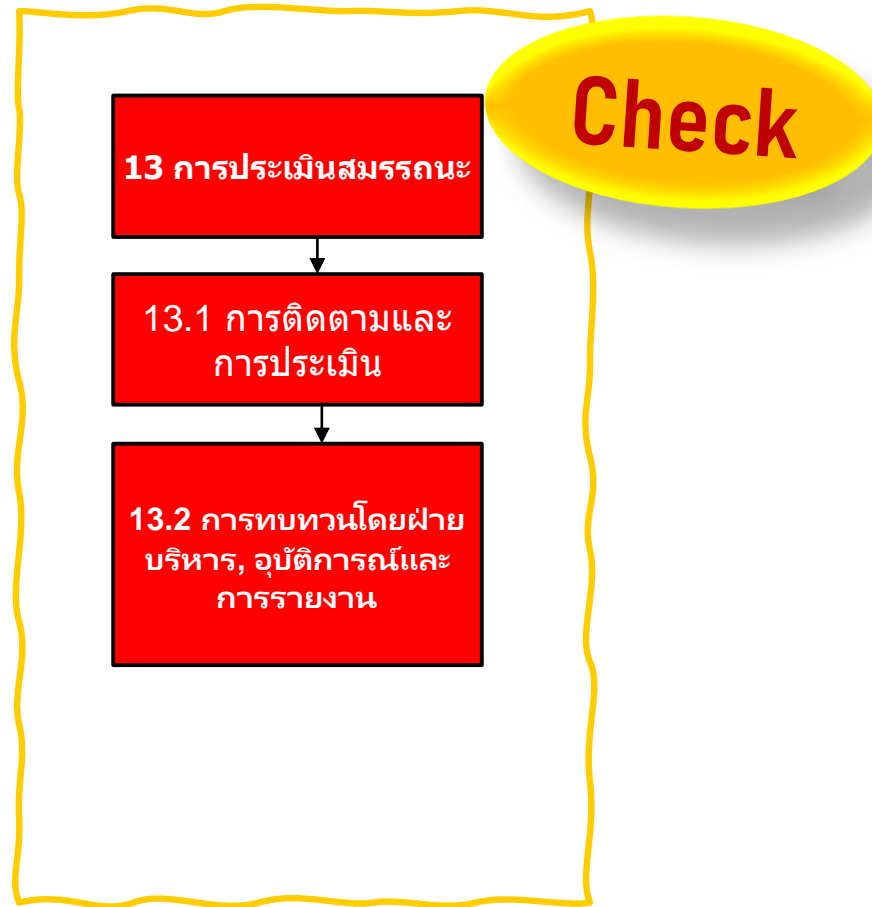 Check
13 การประเมินสมรรถนะ
13.1 การติดตามและ
การประเมิน
13.2 การทบทวนโดยฝ่าย
บริหาร, อุบัติการณ์และ
การรายงาน